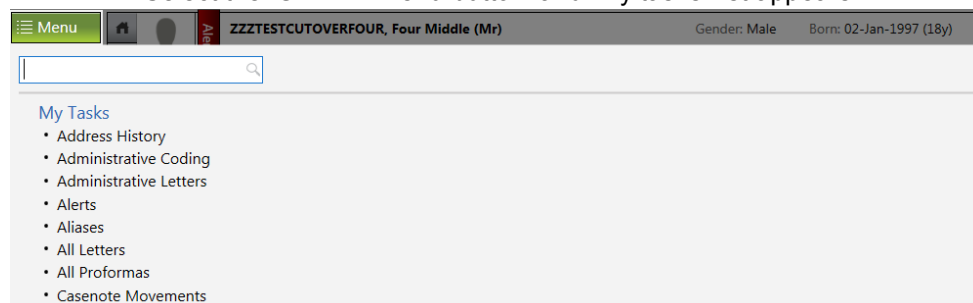 Menu Ale ZZZTESTCUTOVERFOUR, Four Middle (Mr) Gender: Male Born: 02-Jan-1997 (18y)
My Tasks
• Address History
• Administrative Coding
• Administrative Letters
• Alerts
• Aliases
• All Letters
• All Proformas
• Casenote Movements